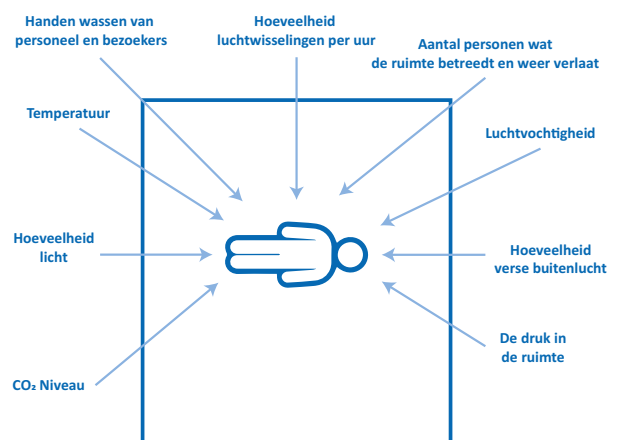 Handen wassen van
personeel en bezoekers
Hoeveelheid
luchtwisselingen per uur
Aantal personen wat
de ruimte betreedt en weer verlaat
Temperatuur
Luchtvochtigheid
Hoeveelheid
licht
Hoeveelheid
verse buitenlucht
De druk in
de ruimte
CO₂ Niveau